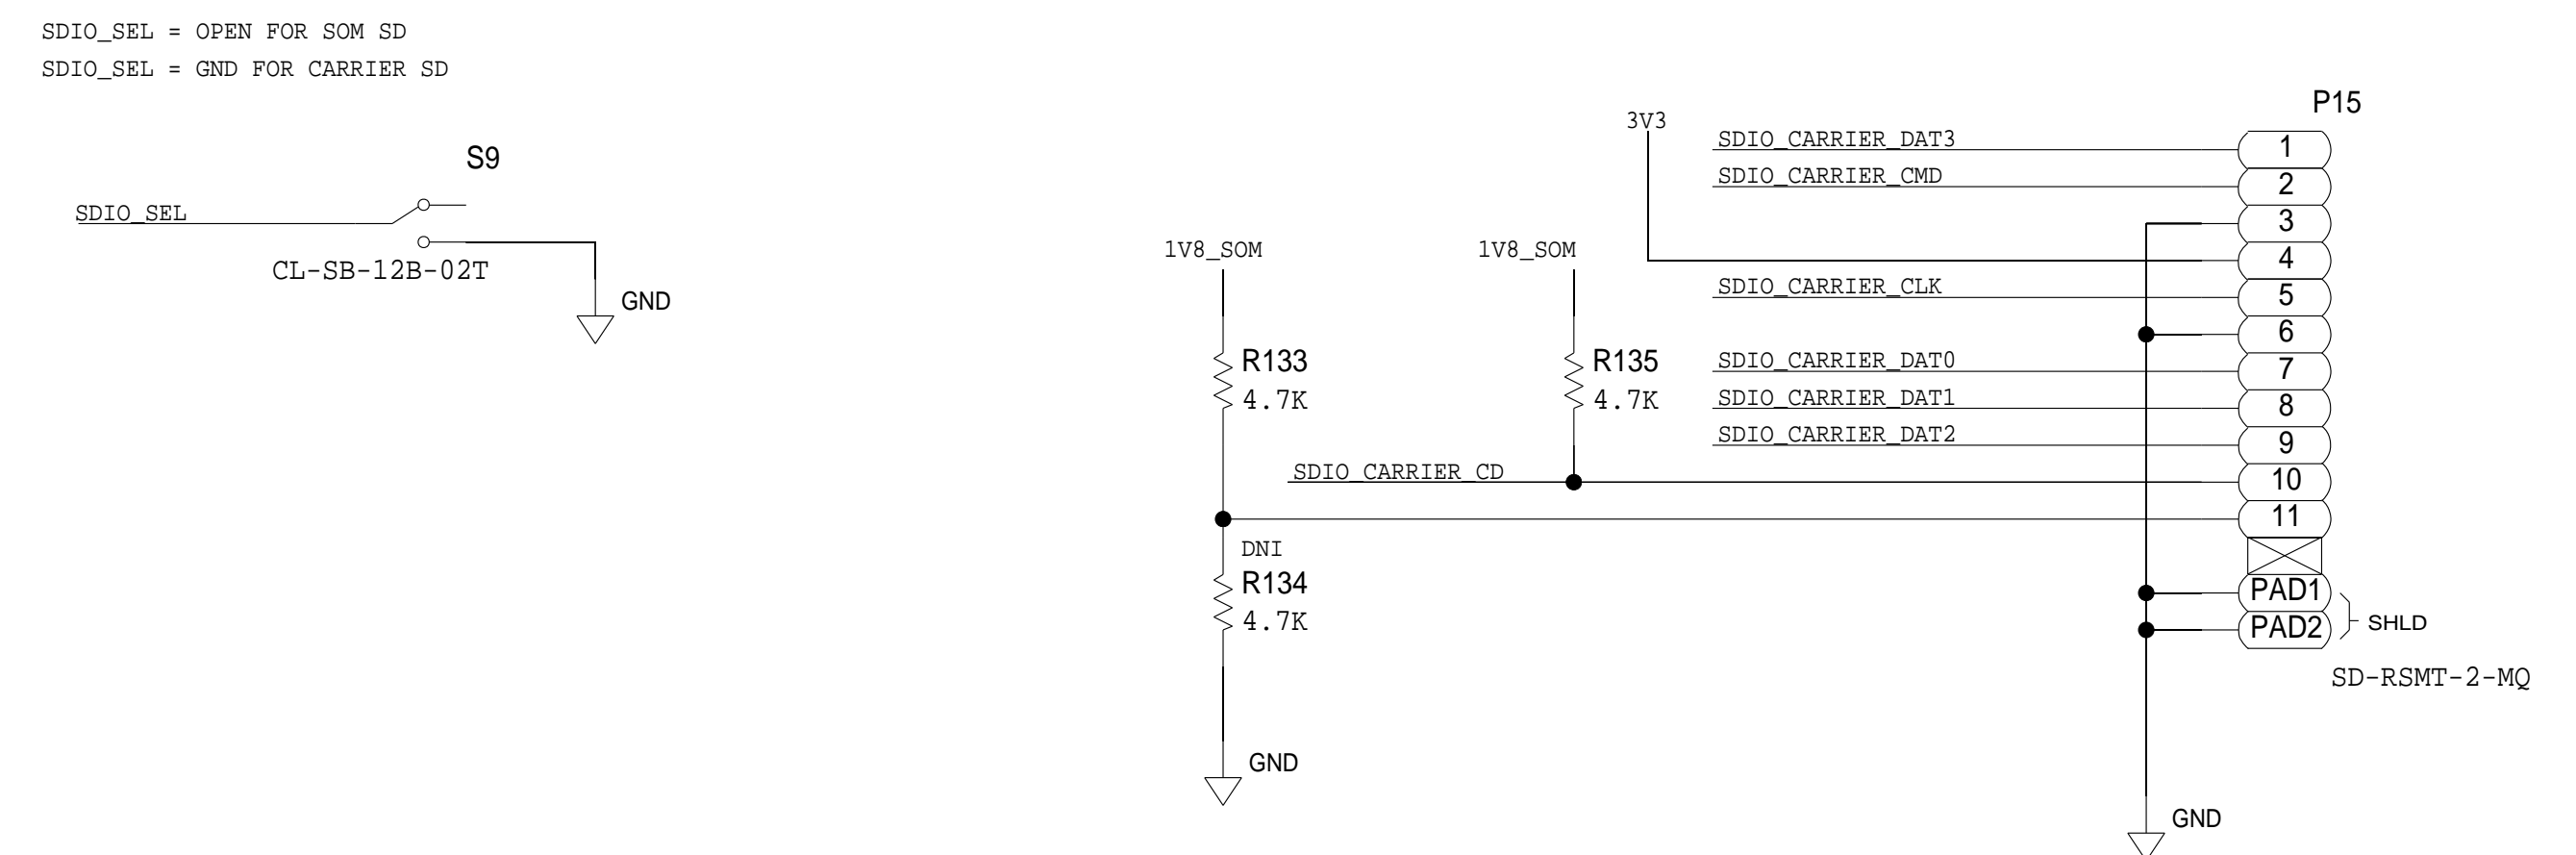 SDIO_SEL = OPEN FOR SOM SD
SDIO_SEL = GND FOR CARRIER SD
S9
SDIO_SEL
CL-SB-12B-02T
GND
P15
3V3
SDIO_CARRIER_DAT3
1
SDIO_CARRIER_CMD
2
3
1V8_SOM
1V8_SOM
4
SDIO_CARRIER_CLK
5
6
R133
4.7K
R135
4.7K
SDIO_CARRIER_DAT0
7
SDIO_CARRIER_DAT1
8
SDIO_CARRIER_DAT2
9
SDIO_CARRIER_CD
10
11
DNI
R134
4.7K
PAD1
PAD2
SHLD
SD-RSMT-2-MQ
GND
GND